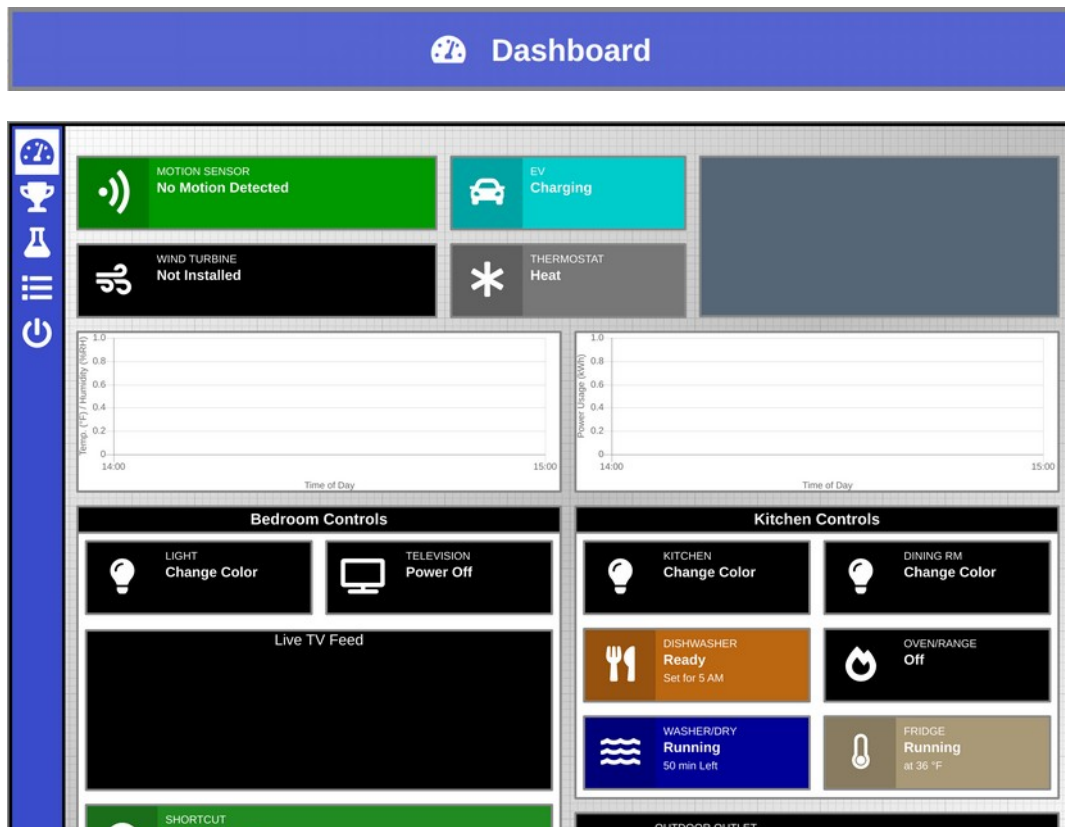 Dashboard
MOTION SENSOR
No Motion Detected
EV
Charging
WIND TURBINE
Not Installed
THERMOSTAT
Heat
Temp. (°F) / Humidity (%RH)
1.0
0.8
0.6
0.4
0.2
0
14:00
15:00
Time of Day
Power Usage (kWh)
1.0
0.8
0.6
0.4
0.2
0
14:00
15:00
Time of Day
Bedroom Controls
LIGHT
Change Color
TELEVISION
Power Off
Live TV Feed
SHORTCUT
Kitchen Controls
KITCHEN
Change Color
DINING RM
Change Color
DISHWASHER
Ready
Set for 5 AM
OVEN/RANGE
Off
WASHER/DRY
Running
50 min Left
FRIDGE
Running
at 36 °F
OUTDOOR OUTLET